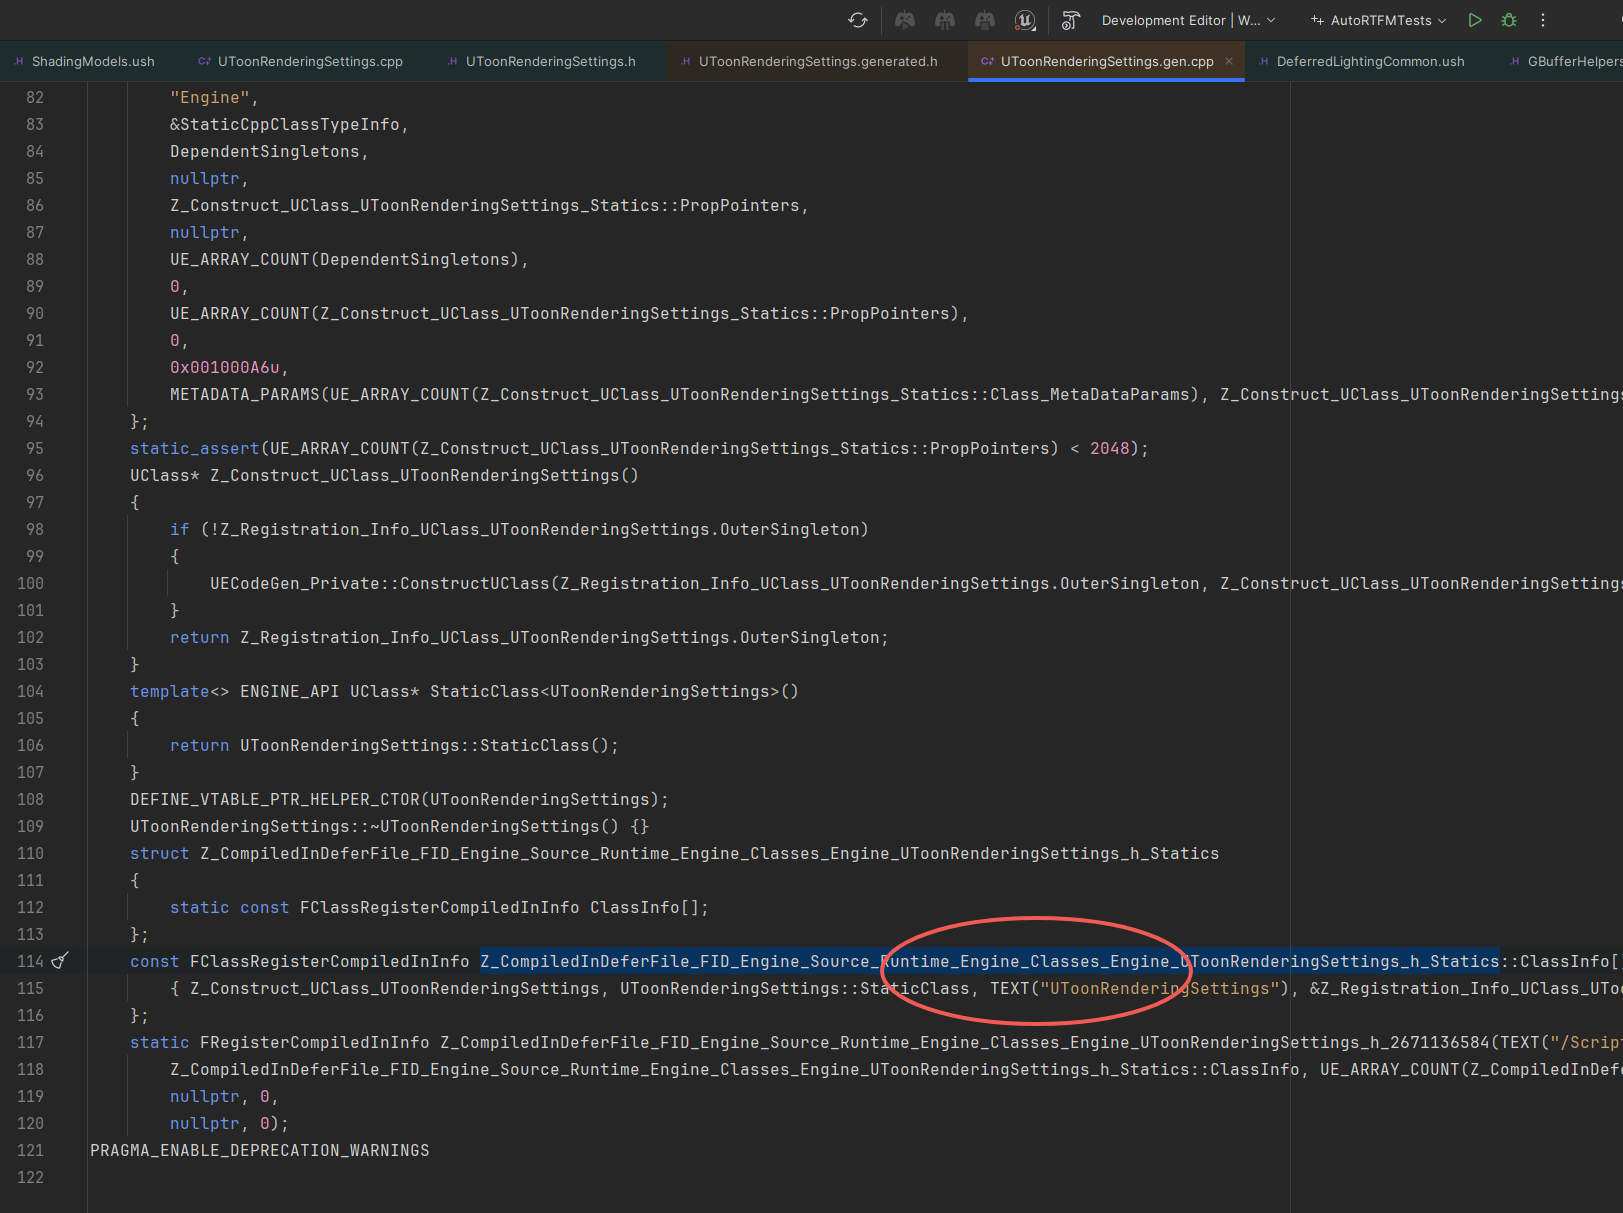 Development Editor | W...
AutoRTFMTests
.H ShadingModels.ush
C+ UToonRenderingSettings.cpp
.H UToonRenderingSettings.h
.H UToonRenderingSettings.generated.h
C+ UToonRenderingSettings.gen.cpp
.H DeferredLightingCommon.ush
.H GBufferHelpers
82 "Engine",
83 &StaticCppClassTypeInfo,
84 DependentSingletons,
85 nullptr,
86 Z_Construct_UClass_UToonRenderingSettings_Statics::PropPointers,
87 nullptr,
88 UE_ARRAY_COUNT(DependentSingletons),
89 0,
90 UE_ARRAY_COUNT(Z_Construct_UClass_UToonRenderingSettings_Statics::PropPointers),
91 0,
92 0x001000A6u,
93 METADATA_PARAMS(UE_ARRAY_COUNT(Z_Construct_UClass_UToonRenderingSettings_Statics::Class_MetaDataParams), Z_Construct_UClass_UToonRenderingSettings
94 };
95 static_assert(UE_ARRAY_COUNT(Z_Construct_UClass_UToonRenderingSettings_Statics::PropPointers) < 2048);
96 UClass* Z_Construct_UClass_UToonRenderingSettings()
97 {
98 if (!Z_Registration_Info_UClass_UToonRenderingSettings.OuterSingleton)
99 {
100 UECodeGen_Private::ConstructUClass(Z_Registration_Info_UClass_UToonRenderingSettings.OuterSingleton, Z_Construct_UClass_UToonRenderingSettings
101 }
102 return Z_Registration_Info_UClass_UToonRenderingSettings.OuterSingleton;
103 }
104 template<> ENGINE_API UClass* StaticClass<UToonRenderingSettings>()
105 {
106 return UToonRenderingSettings::StaticClass();
107 }
108 DEFINE_VTABLE_PTR_HELPER_CTOR(UToonRenderingSettings);
109 UToonRenderingSettings::~UToonRenderingSettings() {}
110 struct Z_CompiledInDeferFile_FID_Engine_Source_Runtime_Engine_Classes_Engine_UToonRenderingSettings_h_Statics
111 {
112 static const FClassRegisterCompiledInInfo ClassInfo[];
113 };
114 const FClassRegisterCompiledInInfo Z_CompiledInDeferFile_FID_Engine_Source_Runtime_Engine_Classes_Engine_UToonRenderingSettings_h_Statics::ClassInfo[]
115 { Z_Construct_UClass_UToonRenderingSettings, UToonRenderingSettings::StaticClass, TEXT("UToonRenderingSettings"), &Z_Registration_Info_UClass_UToo
116 };
117 static FRegisterCompiledInInfo Z_CompiledInDeferFile_FID_Engine_Source_Runtime_Engine_Classes_Engine_UToonRenderingSettings_h_2671136584(TEXT("/Script
118 Z_CompiledInDeferFile_FID_Engine_Source_Runtime_Engine_Classes_Engine_UToonRenderingSettings_h_Statics::ClassInfo, UE_ARRAY_COUNT(Z_CompiledInDefe
119 nullptr, 0,
120 nullptr, 0);
121 PRAGMA_ENABLE_DEPRECATION_WARNINGS
122